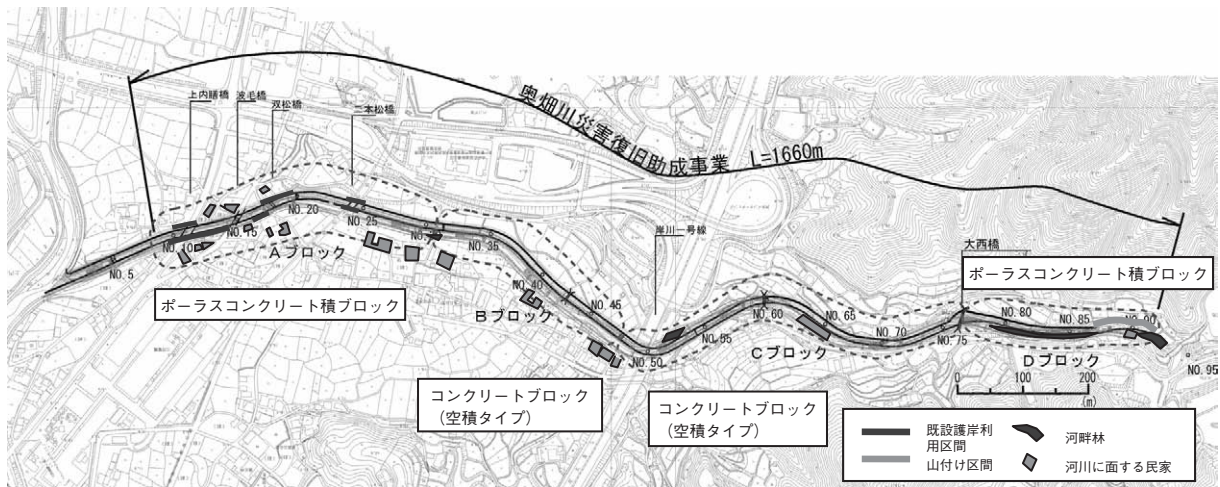 奥畑川災害復旧助成事業 L=1660m
上内膳橋
波毛橋
双松橋
二本松橋
岸川一号線
大西橋
ポーラスコンクリート積ブロック
NO.5
NO.10
NO.15
NO.20
NO.25
NO.35
NO.40
NO.45
NO.50
NO.55
NO.60
NO.65
NO.70
NO.75
NO.80
NO.85
NO.90
NO.95
Aブロック
Bブロック
Cブロック
Dブロック
ポーラスコンクリート積ブロック
コンクリートブロック
(空積タイプ)
コンクリートブロック
(空積タイプ)
0 100 200
(m)
既設護岸利
用区間
河畔林
山付け区間
河川に面する民家